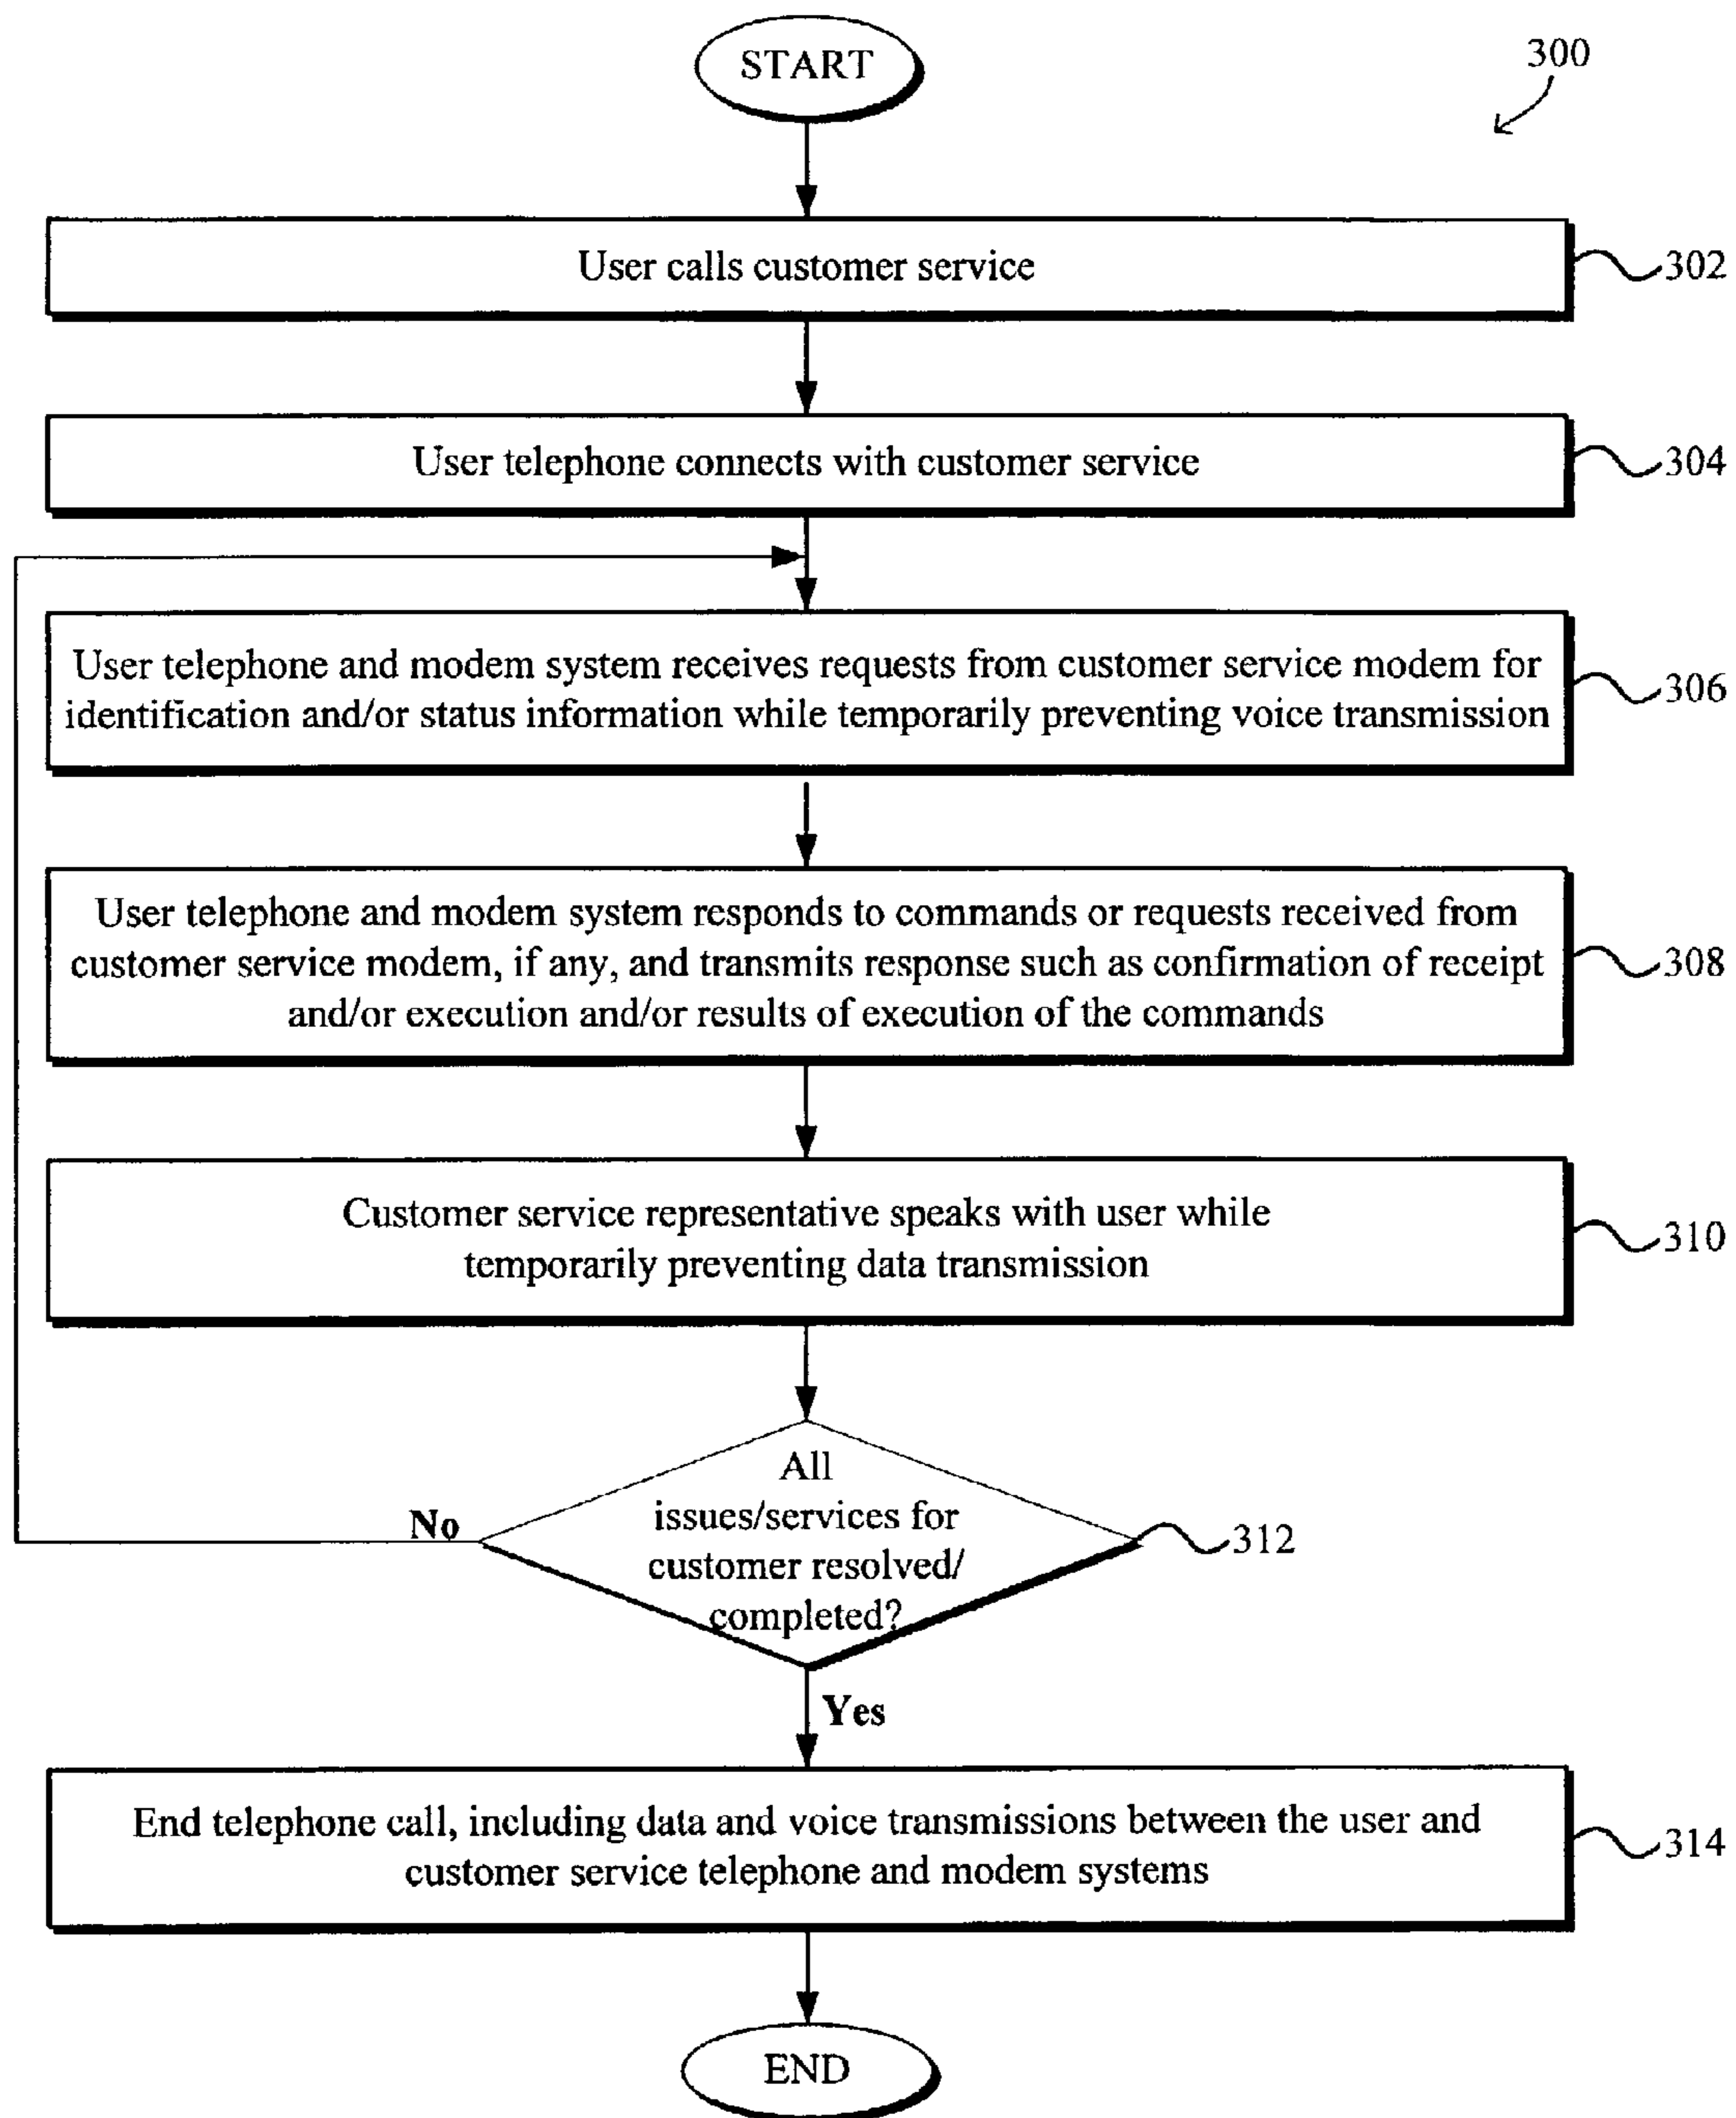 START
300
User calls customer service
302
User telephone connects with customer service
304
User telephone and modem system receives requests from customer service modem for
identification and/or status information while temporarily preventing voice transmission
306
User telephone and modem system responds to commands or requests received from
customer service modem, if any, and transmits response such as confirmation of receipt
and/or execution and/or results of execution of the commands
308
Customer service representative speaks with user while
temporarily preventing data transmission
310
All
issues/services for
customer resolved/
completed?
No
312
Yes
End telephone call, including data and voice transmissions between the user and
customer service telephone and modem systems
314
END